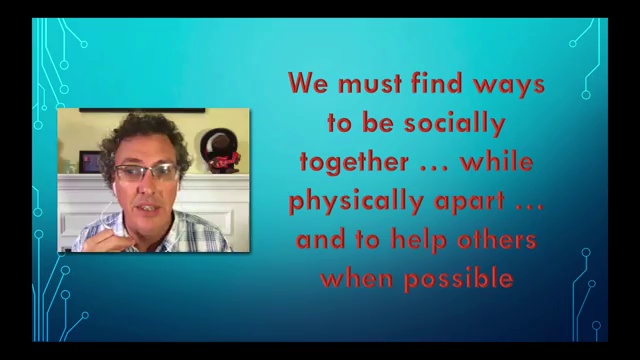 We must find ways
to be socially
together ... while
physically apart ...
and to help others
when possible